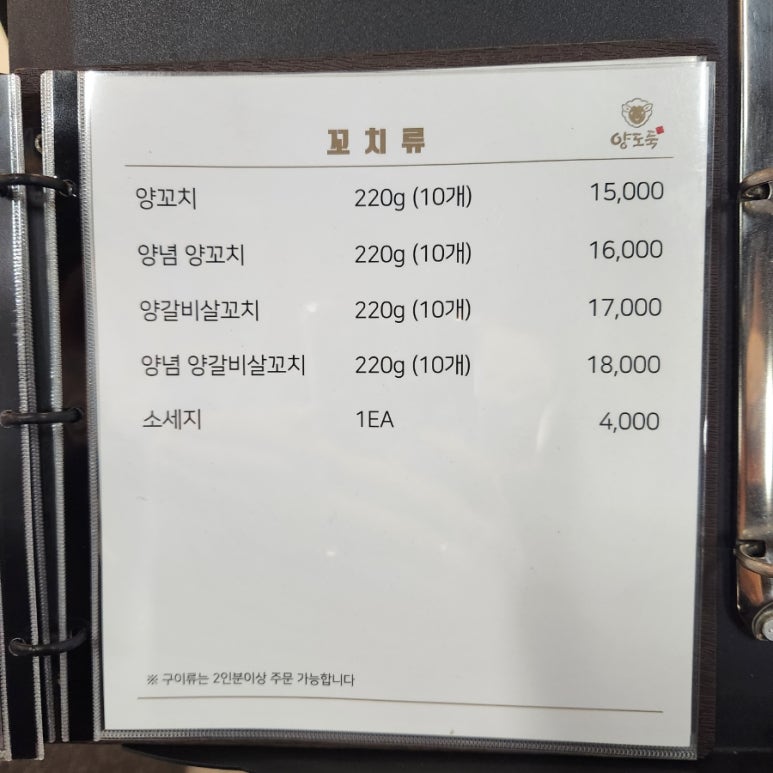 꼬치류
양도둑
양꼬치 220g (10개) 15,000
양념 양꼬치 220g (10개) 16,000
양갈비살꼬치 220g (10개) 17,000
양념 양갈비살꼬치 220g (10개) 18,000
소세지 1EA 4,000
※ 구이류는 2인분이상 주문 가능합니다